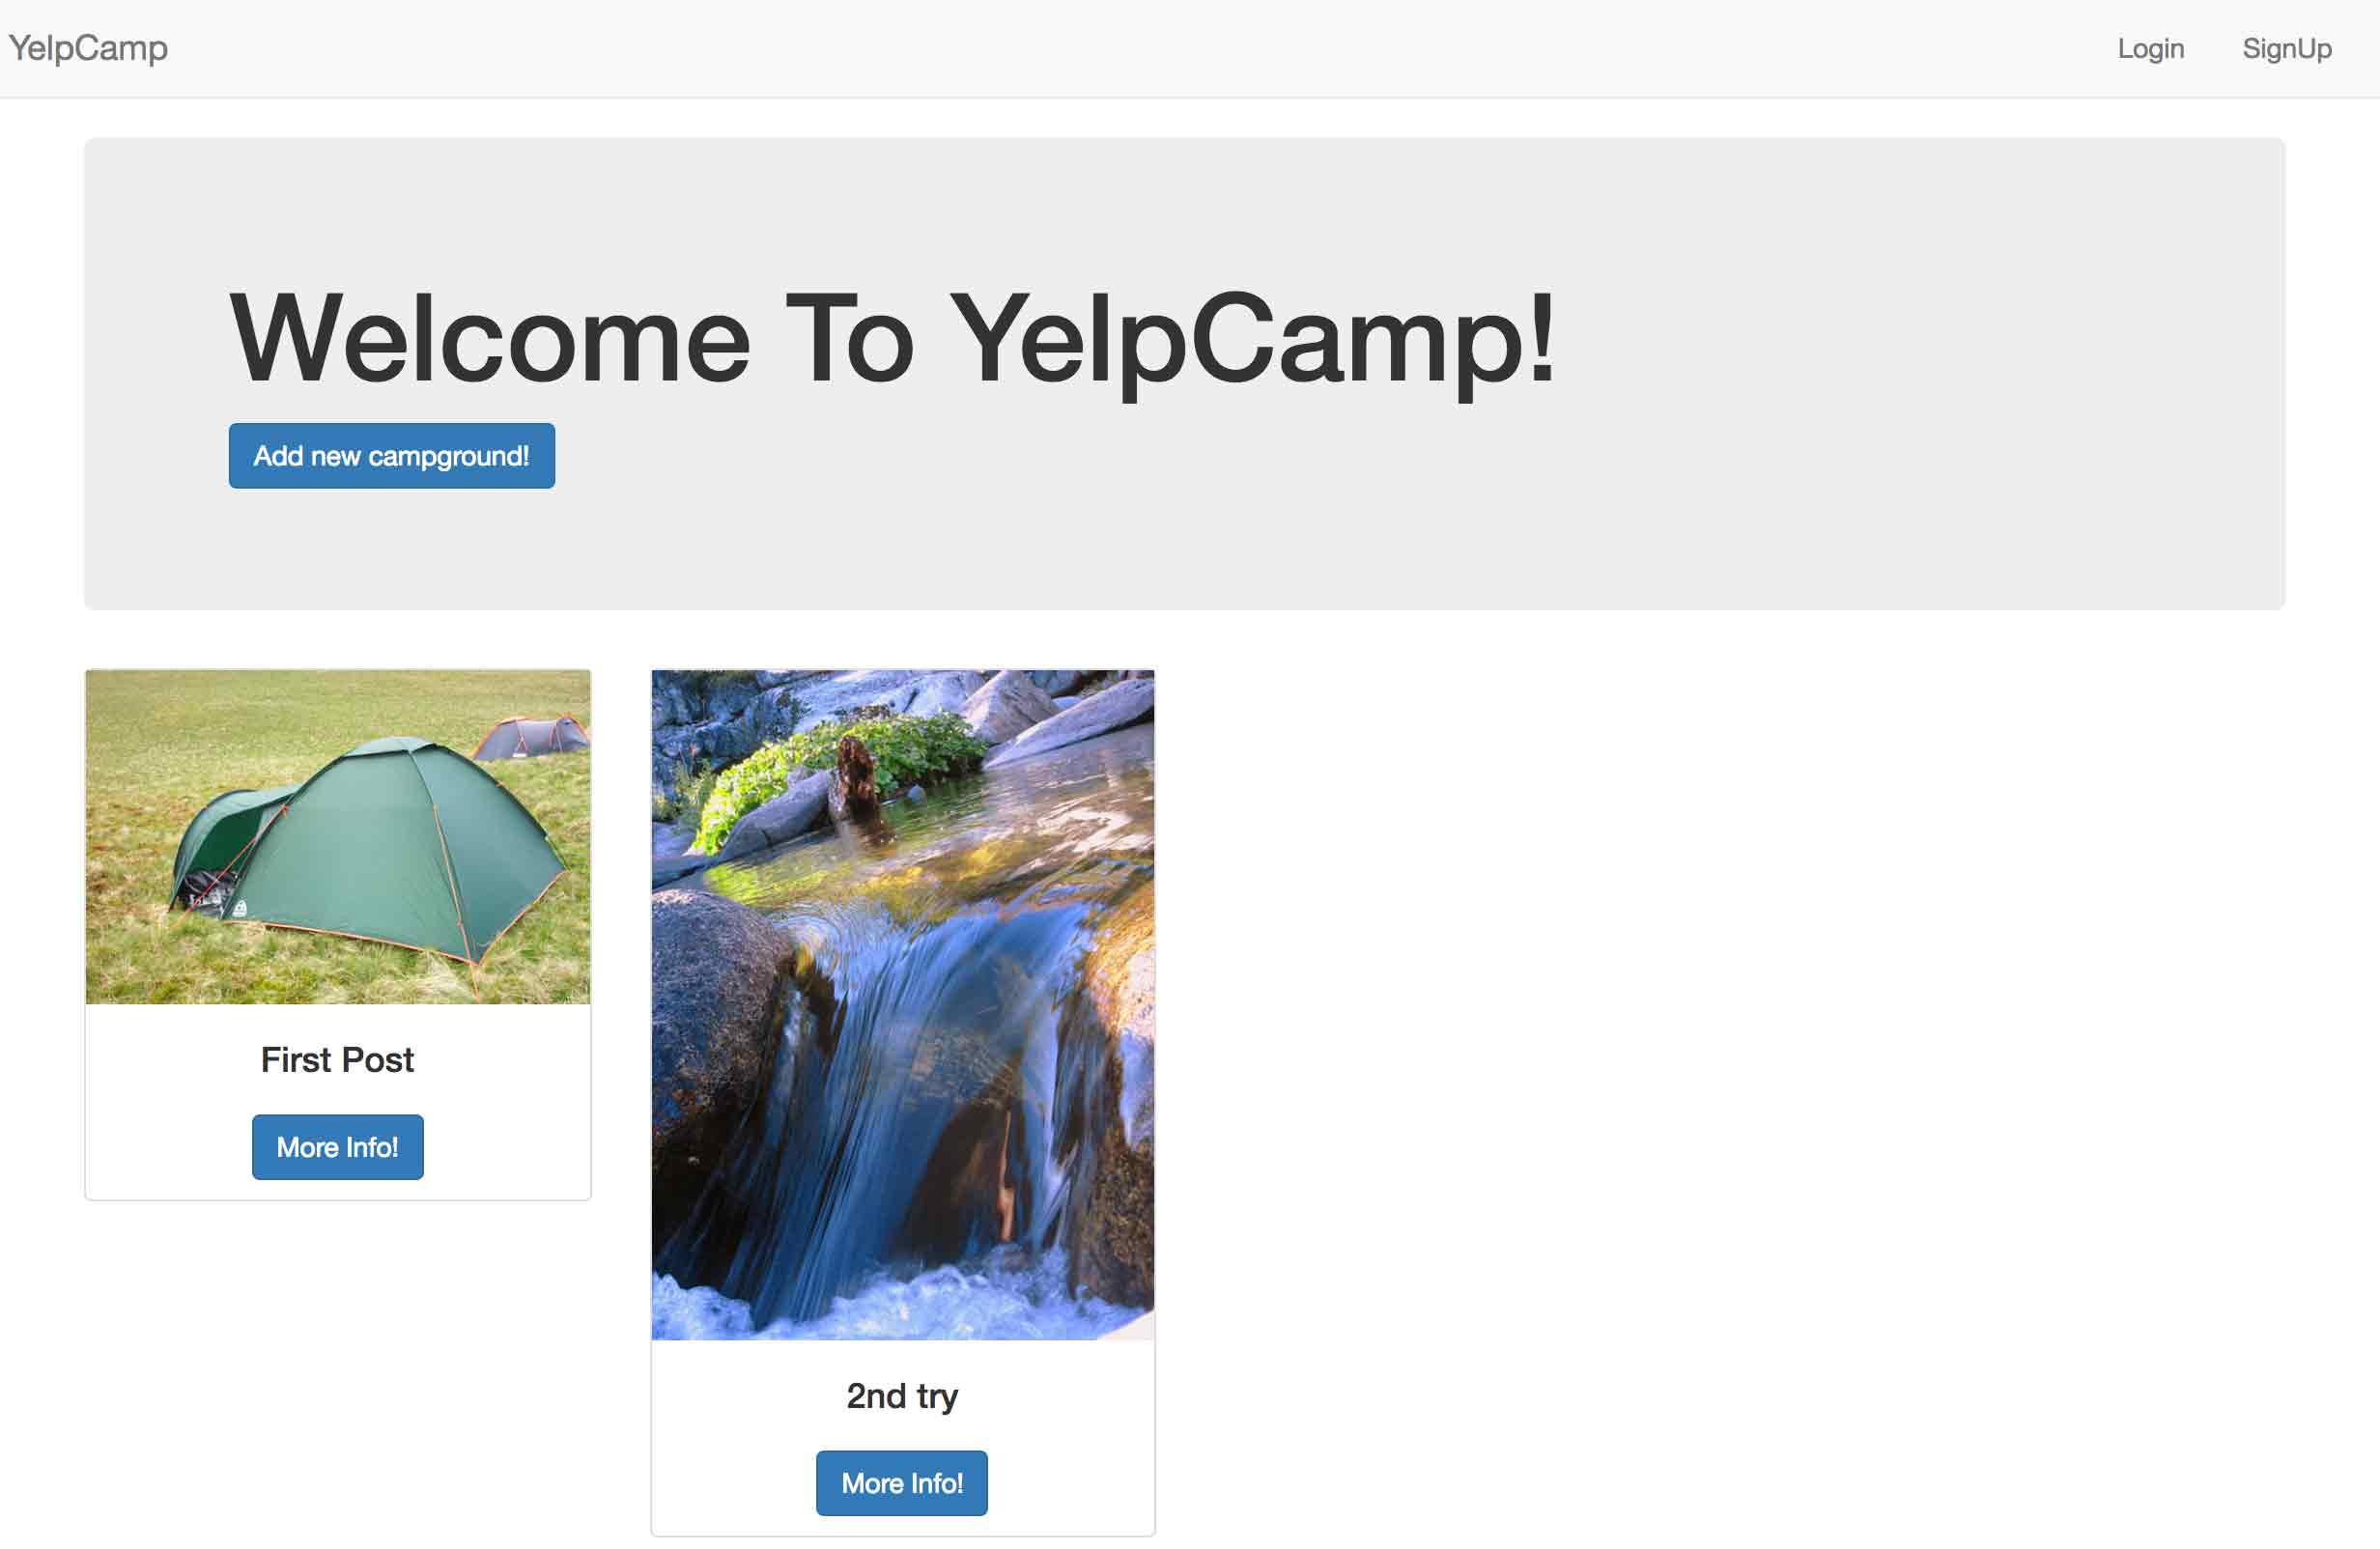 YelpCamp
Login
SignUp
Welcome To YelpCamp!
Add new campground!
First Post
More Info!
2nd try
More Info!